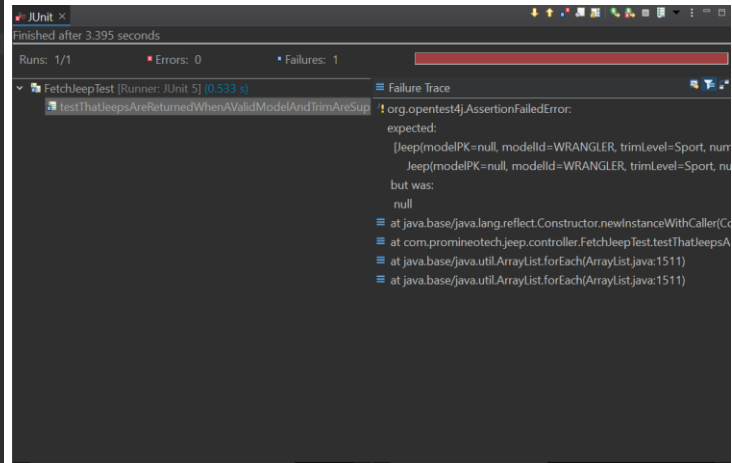 JUnit ×
Finished after 3.395 seconds
Runs: 1/1 Errors: 0 Failures: 1
FetchJeepTest [Runner: JUnit 5] (0.533 s)
testThatJeepsAreReturnedWhenAValidModelAndTrimAreSup
Failure Trace
org.opentest4j.AssertionFailedError:
expected:
[Jeep(modelPK=null, modelId=WRANGLER, trimLevel=Sport, num
Jeep(modelPK=null, modelId=WRANGLER, trimLevel=Sport, nu
but was:
null
at java.base/java.lang.reflect.Constructor.newInstanceWithCaller(Co
at com.promineotech.jeep.controller.FetchJeepTest.testThatJeepsA
at java.base/java.util.ArrayList.forEach(ArrayList.java:1511)
at java.base/java.util.ArrayList.forEach(ArrayList.java:1511)